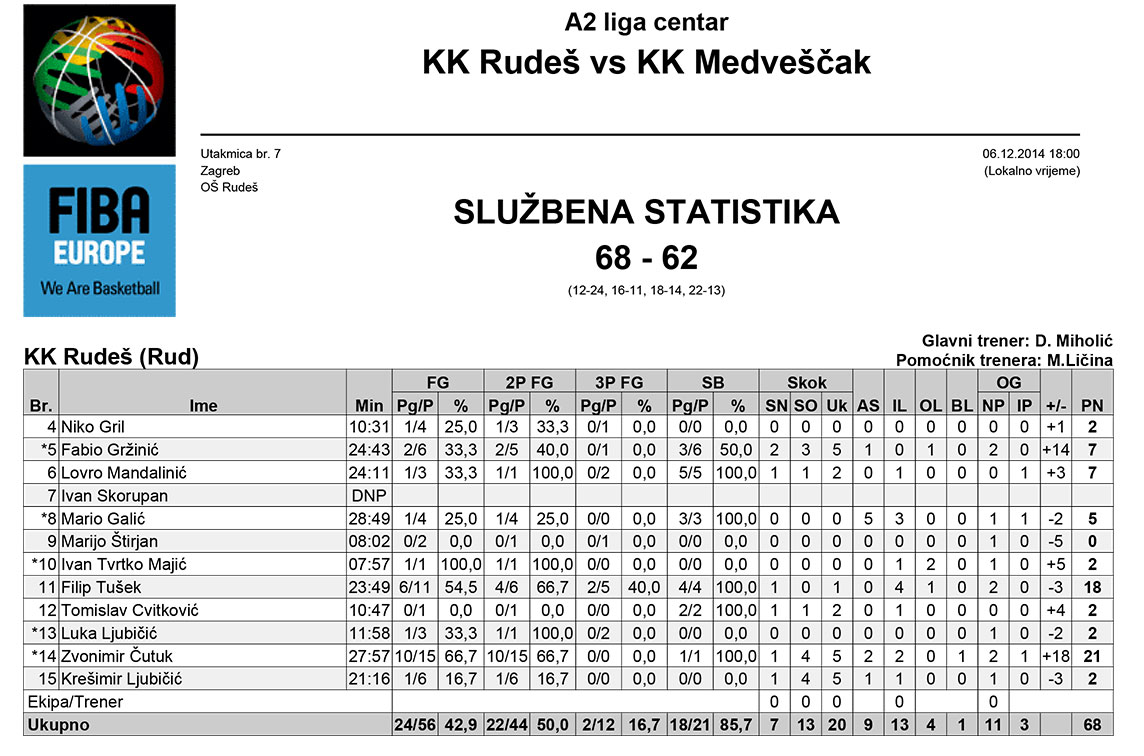 A2 liga centar
KK Rudeš vs KK Medveščak
FIBA
EUROPE
We Are Basketball
Utakmica br. 7
Zagreb
OŠ Rudeš
06.12.2014 18:00
(Lokalno vrijeme)
SLUŽBENA STATISTIKA
68 - 62
(12-24, 16-11, 18-14, 22-13)
KK Rudeš (Rud)
Glavni trener: D. Miholić
Pomoćnik trenera: M.Ličina
FG 2P FG 3P FG SB Skok OG
Br. Ime Min Pg/P % Pg/P % Pg/P % Pg/P % SN SO Uk AS IL OL BL NP IP +/- PN
4 Niko Gril 10:31 1/4 25,0 1/3 33,3 0/1 0,0 0/0 0,0 0 0 0 0 0 0 0 0 0 +1 2
*5 Fabio Gržinić 24:43 2/6 33,3 2/5 40,0 0/1 0,0 3/6 50,0 2 3 5 1 0 1 0 2 0 +14 7
6 Lovro Mandalinić 24:11 1/3 33,3 1/1 100,0 0/2 0,0 5/5 100,0 1 1 2 0 1 0 0 0 1 +3 7
7 Ivan Skorupan DNP
*8 Mario Galić 28:49 1/4 25,0 1/4 25,0 0/0 0,0 3/3 100,0 0 0 0 5 3 0 0 1 1 -2 5
9 Marijo Štirjan 08:02 0/2 0,0 0/1 0,0 0/1 0,0 0/0 0,0 0 0 0 0 0 0 0 1 0 -5 0
*10 Ivan Tvrtko Majić 07:57 1/1 100,0 1/1 100,0 0/0 0,0 0/0 0,0 0 0 0 0 1 2 0 1 0 +5 2
11 Filip Tušek 23:49 6/11 54,5 4/6 66,7 2/5 40,0 4/4 100,0 1 0 1 0 4 1 0 2 0 -3 18
12 Tomislav Cvitković 10:47 0/1 0,0 0/1 0,0 0/0 0,0 2/2 100,0 1 1 2 0 1 0 0 0 0 +4 2
*13 Luka Ljubičić 11:58 1/3 33,3 1/1 100,0 0/2 0,0 0/0 0,0 0 0 0 0 0 0 0 1 0 -2 2
*14 Zvonimir Čutuk 27:57 10/15 66,7 10/15 66,7 0/0 0,0 1/1 100,0 1 4 5 2 2 0 1 2 1 +18 21
15 Krešimir Ljubičić 21:16 1/6 16,7 1/6 16,7 0/0 0,0 0/0 0,0 1 4 5 1 1 0 0 1 0 -3 2
Ekipa/Trener 0 0 0 0 0
Ukupno 24/56 42,9 22/44 50,0 2/12 16,7 18/21 85,7 7 13 20 9 13 4 1 11 3 68